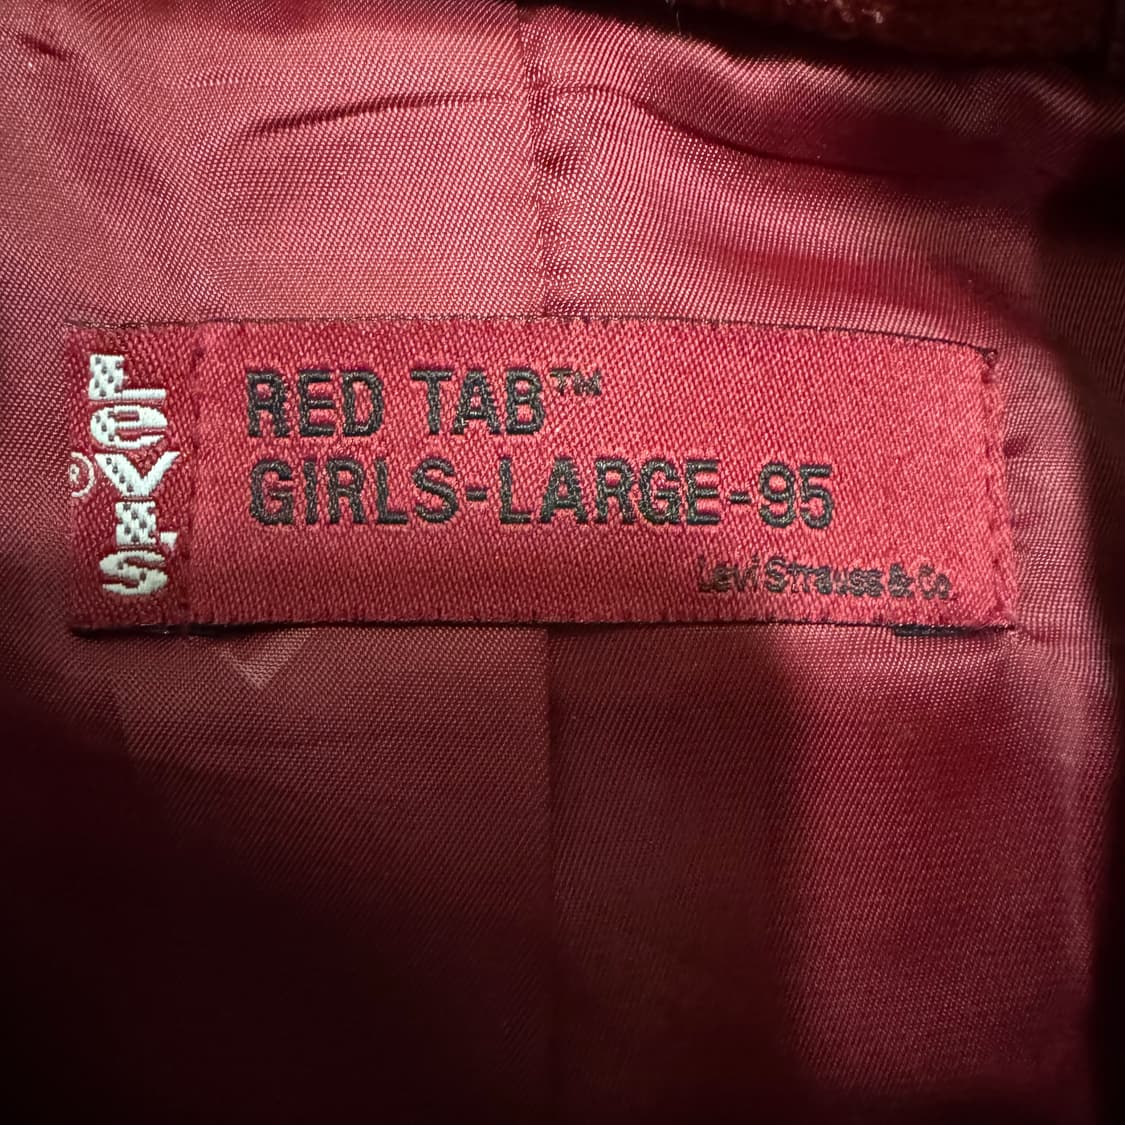 LeVI'S
®
RED TAB™
GIRLS-LARGE-95
Levi Strauss & Co.